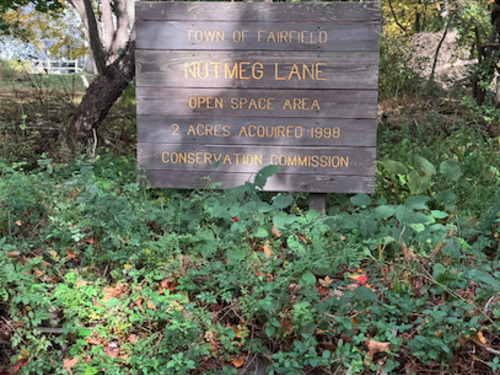 TOWN OF FAIRFIELD
NUTMEG LANE
OPEN SPACE AREA
2 ACRES ACQUIRED 1998
CONSERVATION COMMISSION